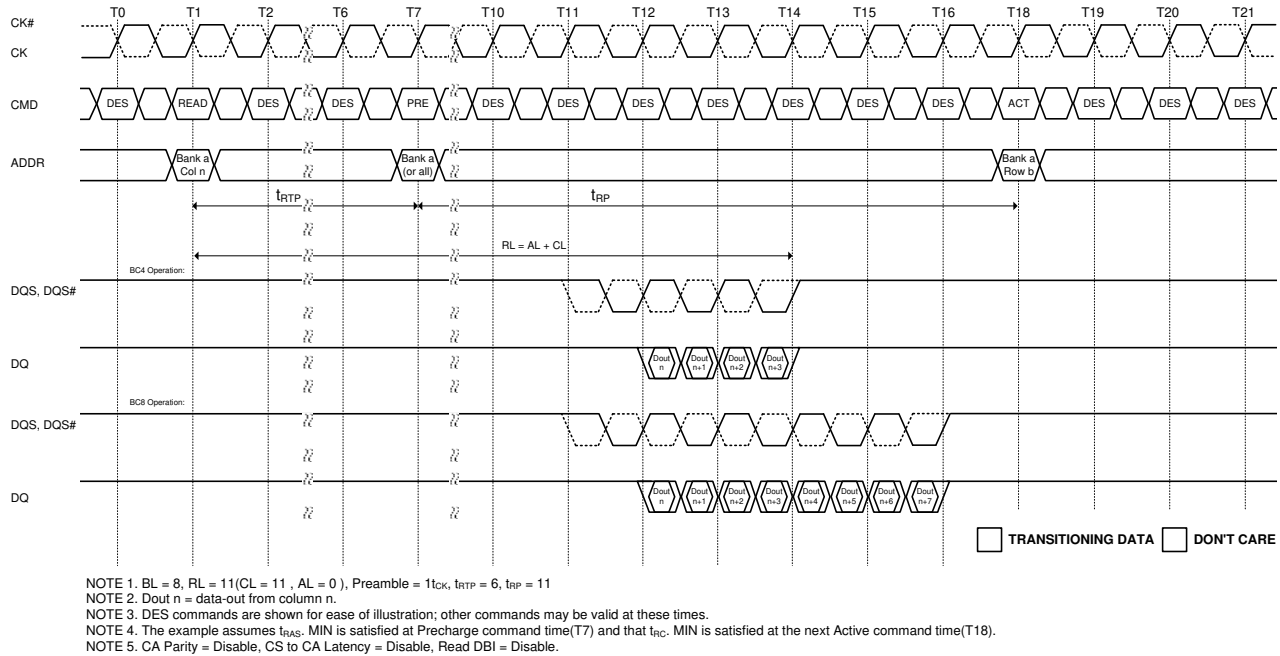 T0 T1 T2 T6 T7 T10 T11 T12 T13 T14 T15 T16 T18 T19 T20 T21
CK#
CK
CMD DES READ DES DES PRE DES DES DES DES DES DES DES ACT DES DES DES
ADDR
Bank a
Col n
Bank a
(or all)
Bank a
Row b
tRTP
tRP
RL = AL + CL
BC4 Operation:
DQS, DQS#
DQ
Dout n
Dout n+1
Dout n+2
Dout n+3
BC8 Operation:
DQS, DQS#
DQ
Dout n
Dout n+1
Dout n+2
Dout n+3
Dout n+4
Dout n+5
Dout n+6
Dout n+7
TRANSITIONING DATA DON'T CARE
NOTE 1. BL = 8, RL = 11(CL = 11 , AL = 0 ), Preamble = 1tCK, tRTP = 6, tRP = 11
NOTE 2. Dout n = data-out from column n.
NOTE 3. DES commands are shown for ease of illustration; other commands may be valid at these times.
NOTE 4. The example assumes tRAS. MIN is satisfied at Precharge command time(T7) and that tRC. MIN is satisfied at the next Active command time(T18).
NOTE 5. CA Parity = Disable, CS to CA Latency = Disable, Read DBI = Disable.